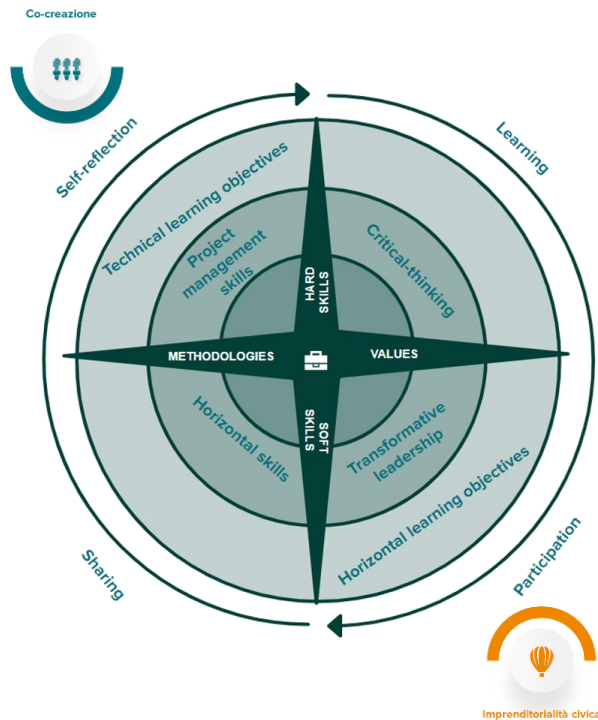 Co-creazione
Self-reflection
Learning
Technical learning objectives
Project
management
skills
Critical-thinking
HARD
SKILLS
METHODOLOGIES
VALUES
SOFT
SKILLS
Horizontal skills
Transformative
leadership
Horizontal learning objectives
Sharing
Participation
Imprenditorialità civica